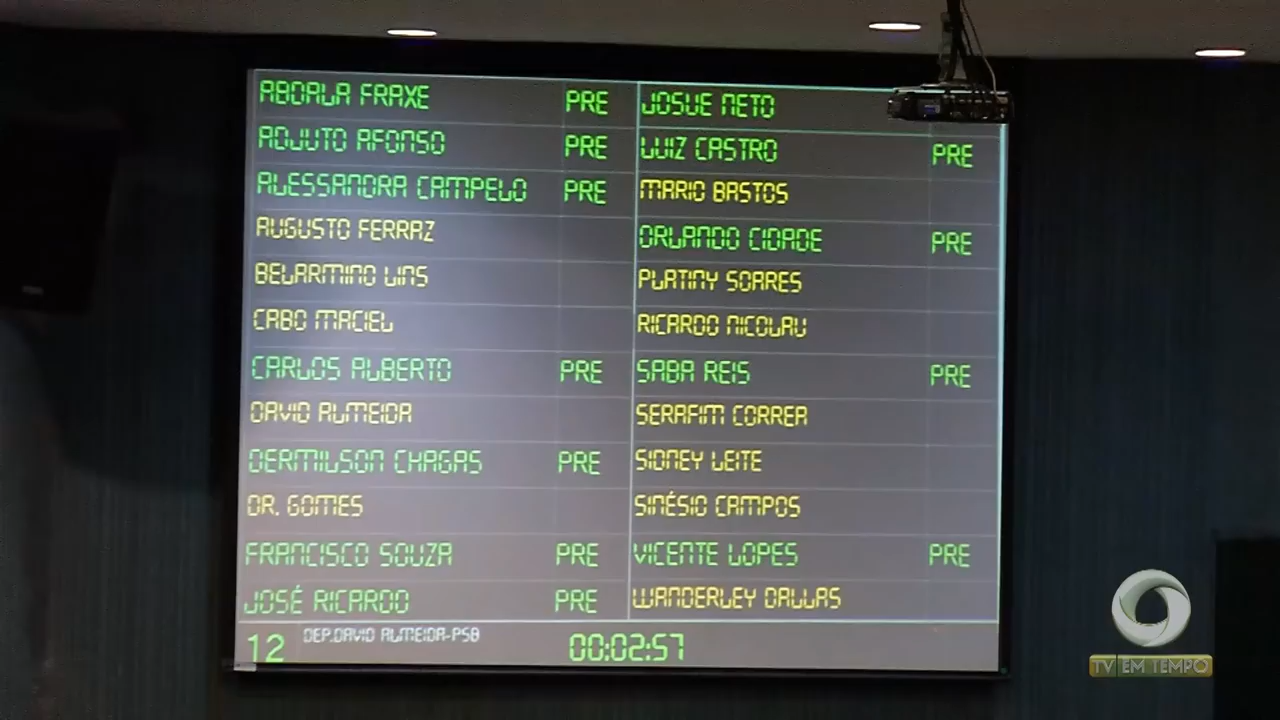 ABDALA FRAXE PRE
ADJUTO AFONSO PRE
ALESSANDRA CAMPELO PRE
AUGUSTO FERRAZ
BELARMINO LINS
CABO MACIEL
CARLOS ALBERTO PRE
DAVID ALMEIDA
DERMILSON CHAGAS PRE
DR. GOMES
FRANCISCO SOUZA PRE
JOSÉ RICARDO PRE
JOSUE NETO
LUIZ CASTRO PRE
MARIO BASTOS
ORLANDO CIDADE PRE
PLATINY SOARES
RICARDO NICOLAU
SABA REIS PRE
SERAFIM CORREA
SIDNEY LEITE
SINÉSIO CAMPOS
VICENTE LOPES PRE
WANDERLEY DALLAS
12 DEP.DAVID ALMEIDA-PSB 00:02:57
TV EM TEMPO